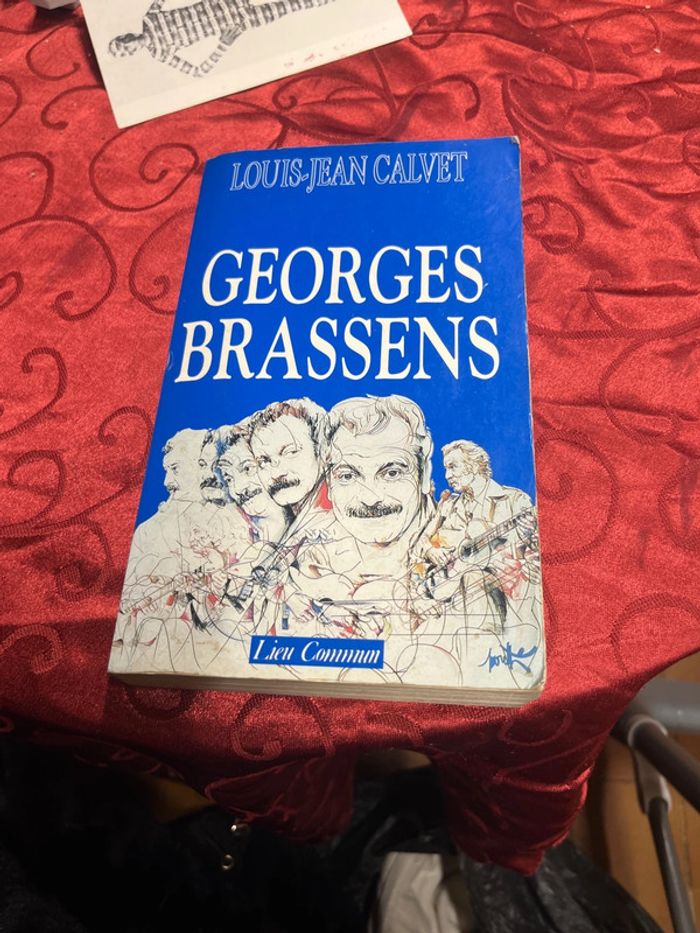 LOUIS-JEAN CALVET
GEORGES
BRASSENS
Lieu Commun